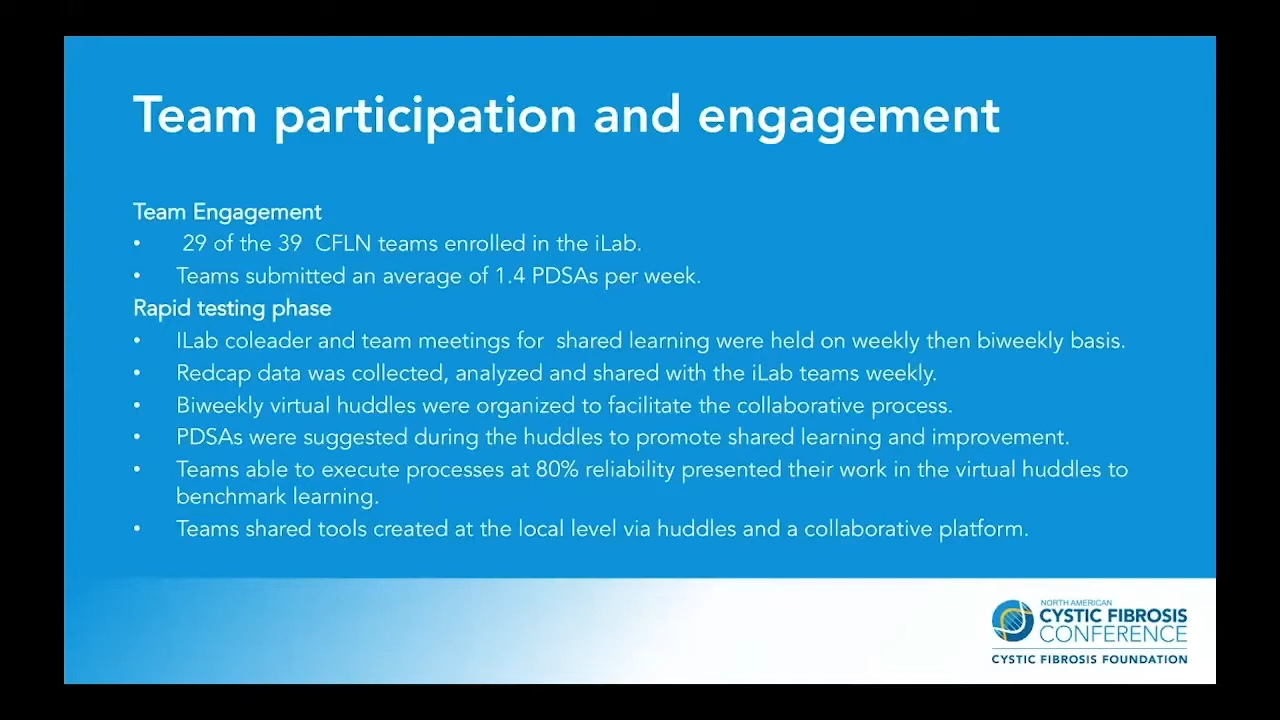 Team participation and engagement
Team Engagement
• 29 of the 39 CFLN teams enrolled in the iLab.
• Teams submitted an average of 1.4 PDSAs per week.
Rapid testing phase
• ILab coleader and team meetings for shared learning were held on weekly then biweekly basis.
• Redcap data was collected, analyzed and shared with the iLab teams weekly.
• Biweekly virtual huddles were organized to facilitate the collaborative process.
• PDSAs were suggested during the huddles to promote shared learning and improvement.
• Teams able to execute processes at 80% reliability presented their work in the virtual huddles to
benchmark learning.
• Teams shared tools created at the local level via huddles and a collaborative platform.
NORTH AMERICAN
CYSTIC FIBROSIS
CONFERENCE
CYSTIC FIBROSIS FOUNDATION